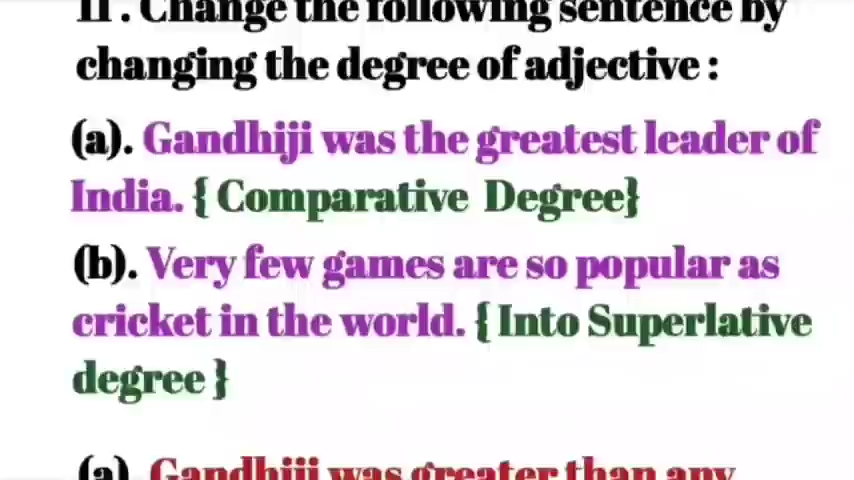 II . Change the following sentence by
changing the degree of adjective :
(a). Gandhiji was the greatest leader of
India. { Comparative Degree}
(b). Very few games are so popular as
cricket in the world. { Into Superlative
degree }
(a). Gandhiji was greater than any